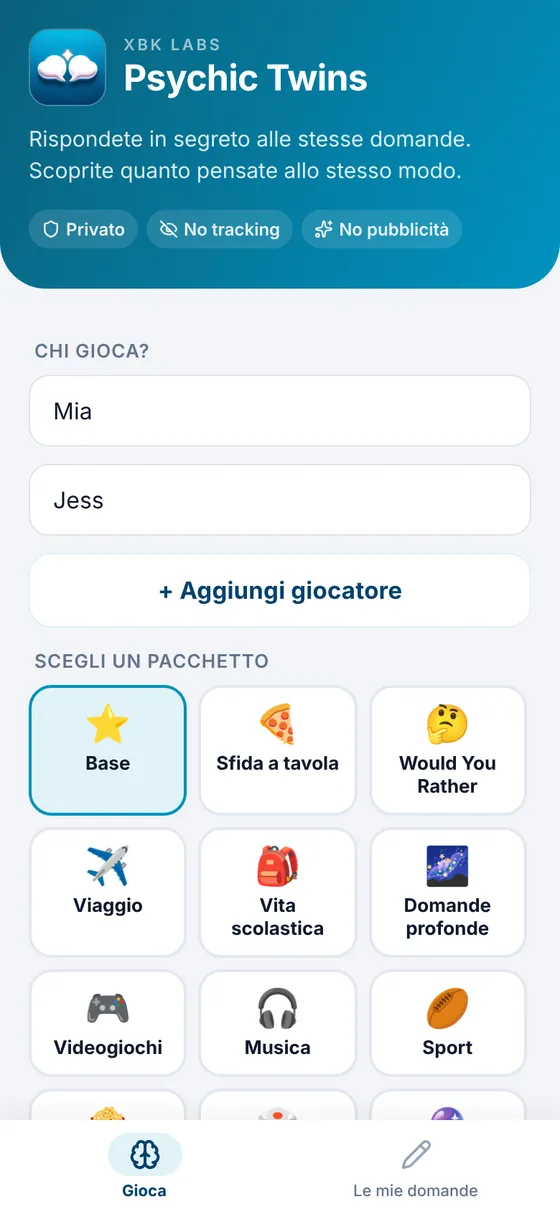 XBK LABS
Psychic Twins
Rispondete in segreto alle stesse domande.
Scoprite quanto pensate allo stesso modo.
Privato
No tracking
No pubblicità
CHI GIOCA?
Mia
Jess
+ Aggiungi giocatore
SCEGLI UN PACCHETTO
Base
Sfida a tavola
Would You
Rather
Viaggio
Vita
scolastica
Domande
profonde
Videogiochi
Musica
Sport
Gioca
Le mie domande